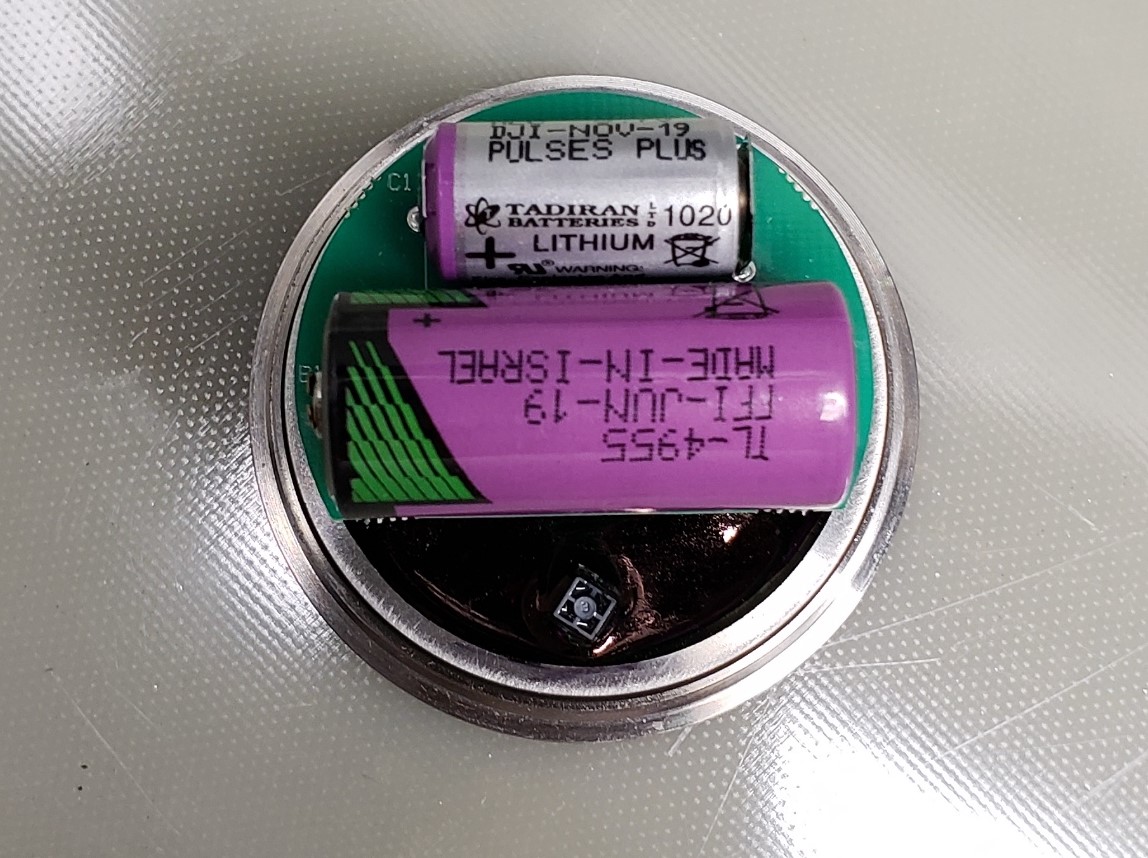 DJI-NOV-19
PULSES PLUS
TADIRAN LTD 1020
BATTERIES
+ LITHIUM
WARNING:
C1
LITHIUM
+
MADE-IN-ISRAEL
FFI-JUN-19
TL-4955